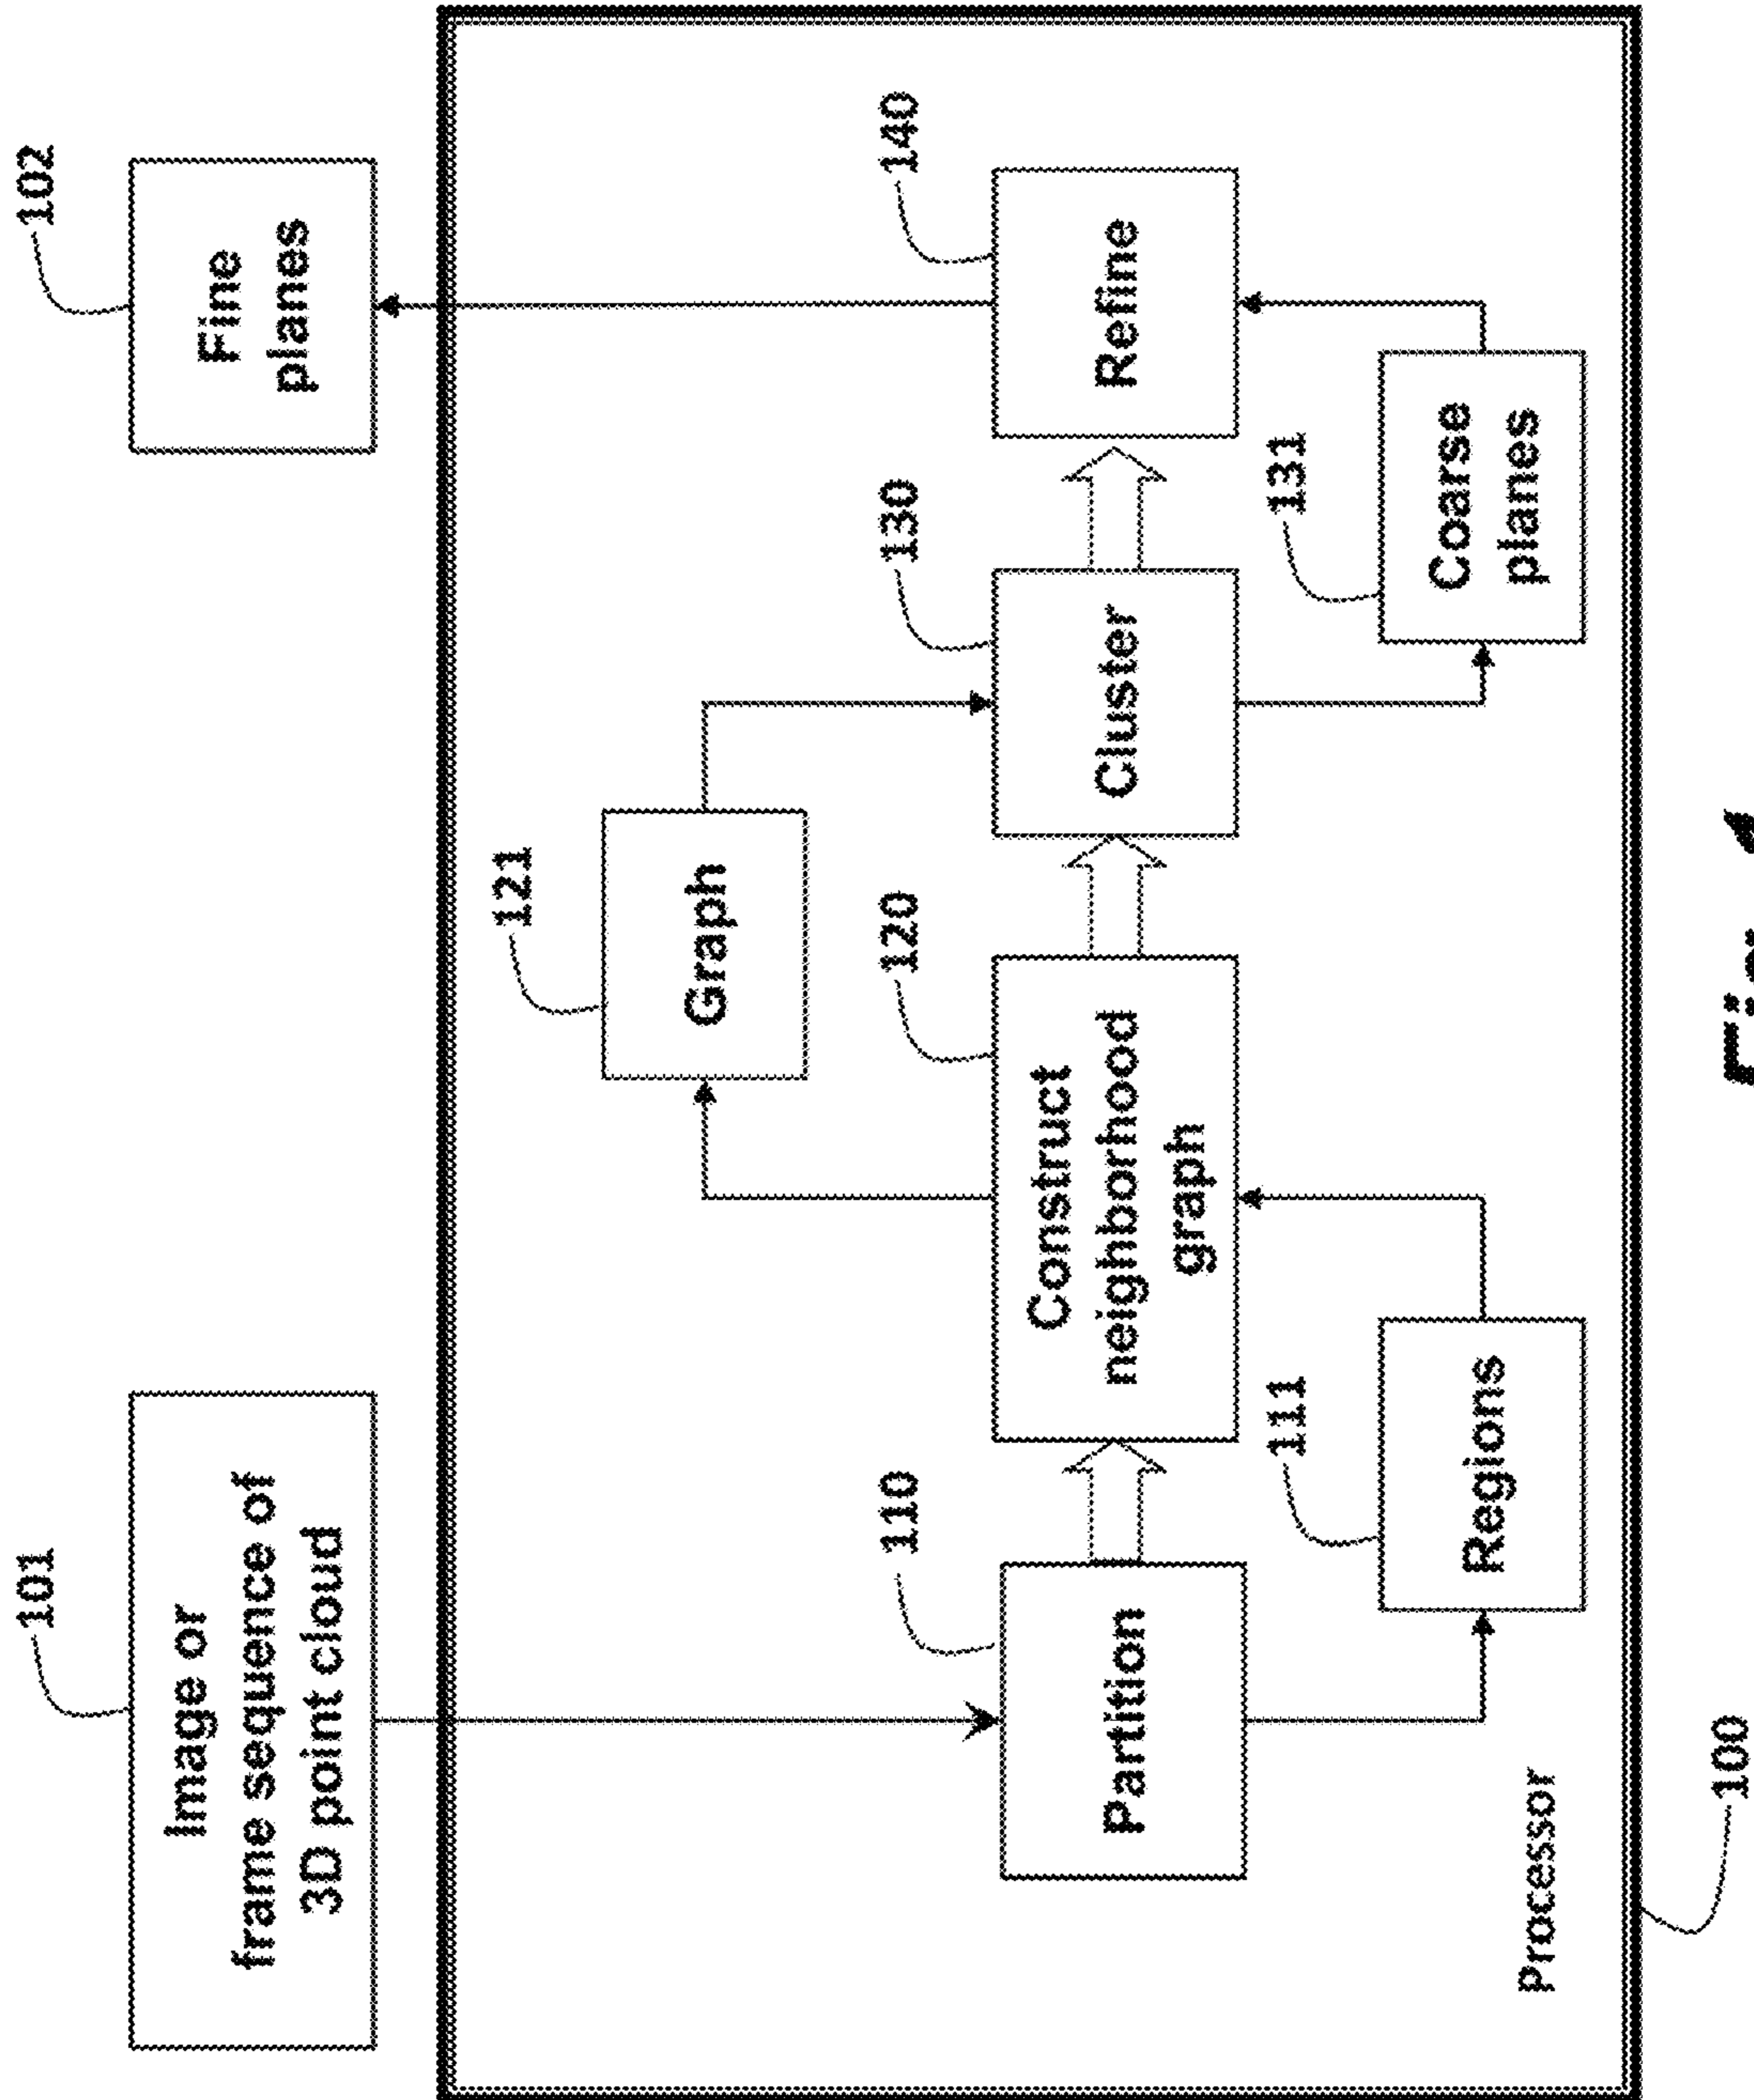 101
Image or
frame sequence of
3D point cloud
102
Fine
planes
121
Graph
110
Partition
120
Construct
neighborhood
graph
130
Cluster
140
Refine
111
Regions
131
Coarse
planes
Processor
100